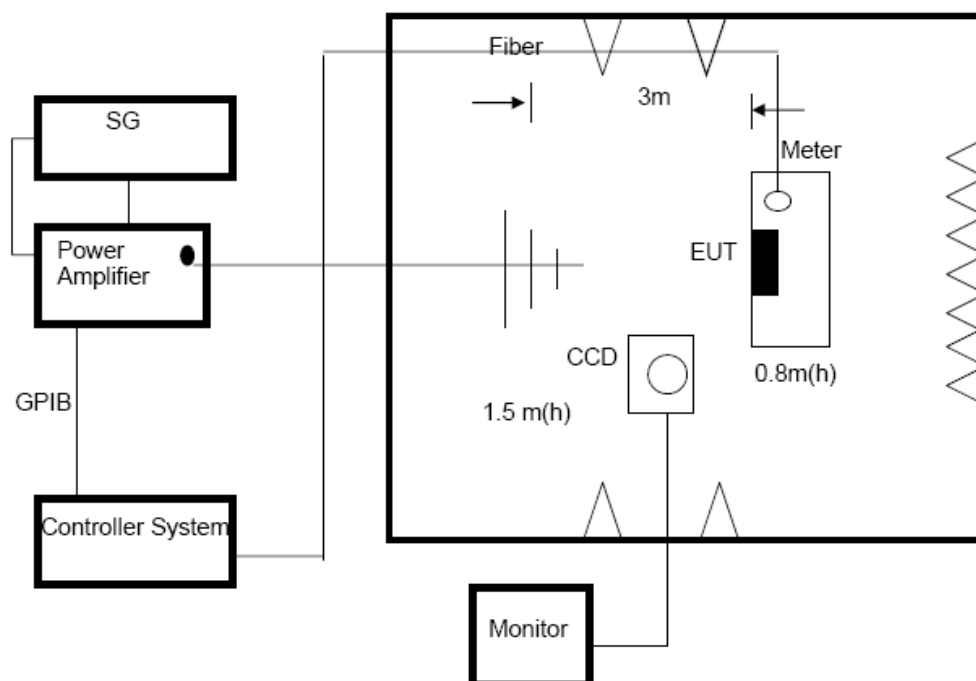 Fiber
3m
SG
Meter
Power
Amplifier
EUT
CCD
0.8m(h)
GPIB
1.5 m(h)
Controller System
Monitor